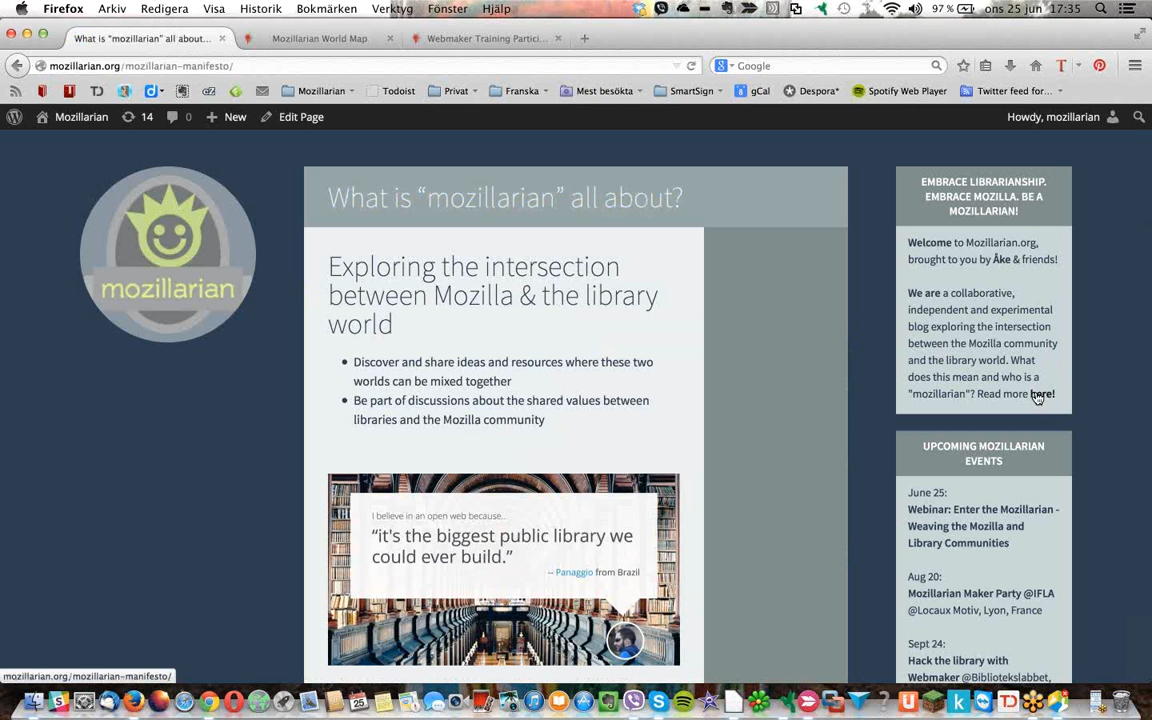 Firefox Arkiv Redigera Visa Historik Bokmärken Verktyg Fönster Hjälp 97 % ons 25 jun 17:35
What is “mozillarian” all about?... Mozillarian World Map Webmaker Training Partici...
mozillarian.org/mozillarian-manifesto/ Google
Mozillarian Todoist Privat Franska Mest besökta SmartSign gCal Despora* Spotify Web Player Twitter feed for...
Mozillarian 14 0 New Edit Page Howdy, mozillarian
mozillarian
What is “mozillarian” all about?
Exploring the intersection
between Mozilla & the library
world
Discover and share ideas and resources where these two
worlds can be mixed together
Be part of discussions about the shared values between
libraries and the Mozilla community
I believe in an open web because..
“it's the biggest public library we
could ever build.”
-- Panaggio from Brazil
EMBRACE LIBRARIANSHIP.
EMBRACE MOZILLA. BE A
MOZILLARIAN!
Welcome to Mozillarian.org,
brought to you by Åke & friends!
We are a collaborative,
independent and experimental
blog exploring the intersection
between the Mozilla community
and the library world. What
does this mean and who is a
"mozillarian"? Read more here!
UPCOMING MOZILLARIAN
EVENTS
June 25:
Webinar: Enter the Mozillarian -
Weaving the Mozilla and
Library Communities
Aug 20:
Mozillarian Maker Party @IFLA
@Locaux Motiv, Lyon, France
Sept 24:
Hack the library with
Webmaker @Bibliotekslabbet,
mozillarian.org/mozillarian-manifesto/